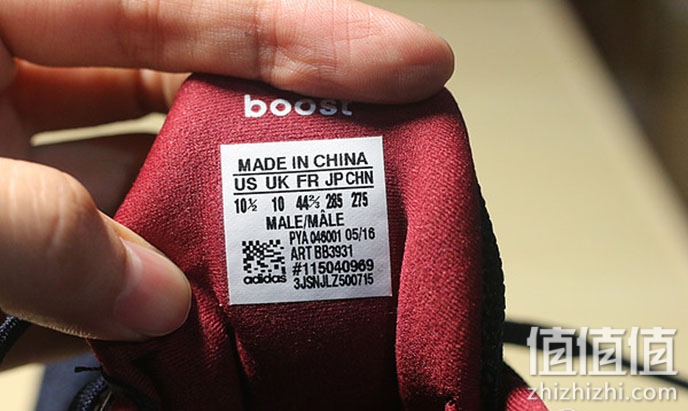 boost
MADE IN CHINA
US UK FR JP CHN
10½ 10 44⅔ 285 275
MALE/MÂLE
PYA 046001 05/16
ART BB3931
#115040969
adidas 3JSNJLZ500715
值值值
zhizhizhi.com